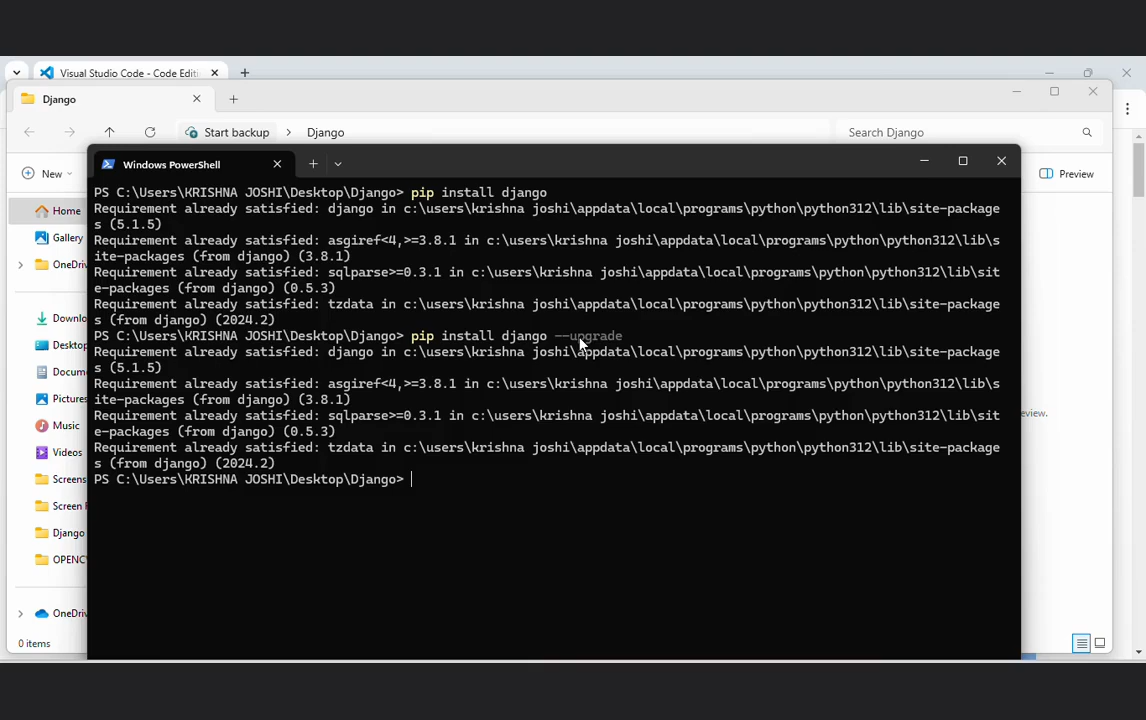 Visual Studio Code - Code Editi
Django
Start backup > Django
Search Django
New
Preview
Windows PowerShell
PS C:\Users\KRISHNA JOSHI\Desktop\Django> pip install django
Requirement already satisfied: django in c:\users\krishna joshi\appdata\local\programs\python\python312\lib\site-package
s (5.1.5)
Requirement already satisfied: asgiref<4,>=3.8.1 in c:\users\krishna joshi\appdata\local\programs\python\python312\lib\s
ite-packages (from django) (3.8.1)
Requirement already satisfied: sqlparse>=0.3.1 in c:\users\krishna joshi\appdata\local\programs\python\python312\lib\sit
e-packages (from django) (0.5.3)
Requirement already satisfied: tzdata in c:\users\krishna joshi\appdata\local\programs\python\python312\lib\site-package
s (from django) (2024.2)
PS C:\Users\KRISHNA JOSHI\Desktop\Django> pip install django --upgrade
Requirement already satisfied: django in c:\users\krishna joshi\appdata\local\programs\python\python312\lib\site-package
s (5.1.5)
Requirement already satisfied: asgiref<4,>=3.8.1 in c:\users\krishna joshi\appdata\local\programs\python\python312\lib\s
ite-packages (from django) (3.8.1)
Requirement already satisfied: sqlparse>=0.3.1 in c:\users\krishna joshi\appdata\local\programs\python\python312\lib\sit
e-packages (from django) (0.5.3)
Requirement already satisfied: tzdata in c:\users\krishna joshi\appdata\local\programs\python\python312\lib\site-package
s (from django) (2024.2)
PS C:\Users\KRISHNA JOSHI\Desktop\Django>
Home
Gallery
OneDriv
Downlo
Desktop
Docum
Pictures
Music
Videos
Screens
Screen
Django
OPENCV
OneDriv
eview.
0 items